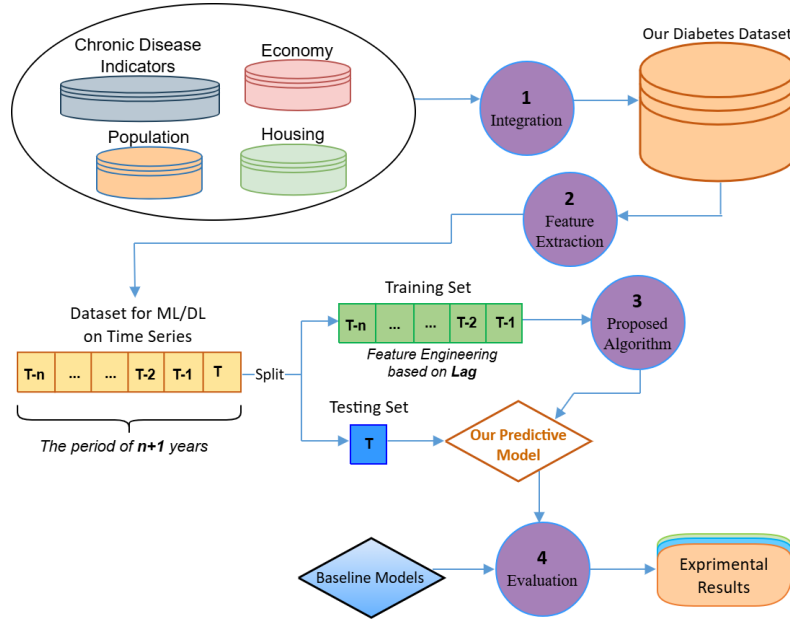 Chronic Disease
Indicators
Economy
Population
Housing
1
Integration
Our Diabetes Dataset
2
Feature
Extraction
Dataset for ML/DL
on Time Series
T-n
...
...
T-2
T-1
T
The period of n+1 years
Split
Training Set
T-n
...
...
T-2
T-1
Feature Engineering
based on Lag
3
Proposed
Algorithm
Testing Set
T
Our Predictive
Model
Baseline Models
4
Evaluation
Exprimental
Results